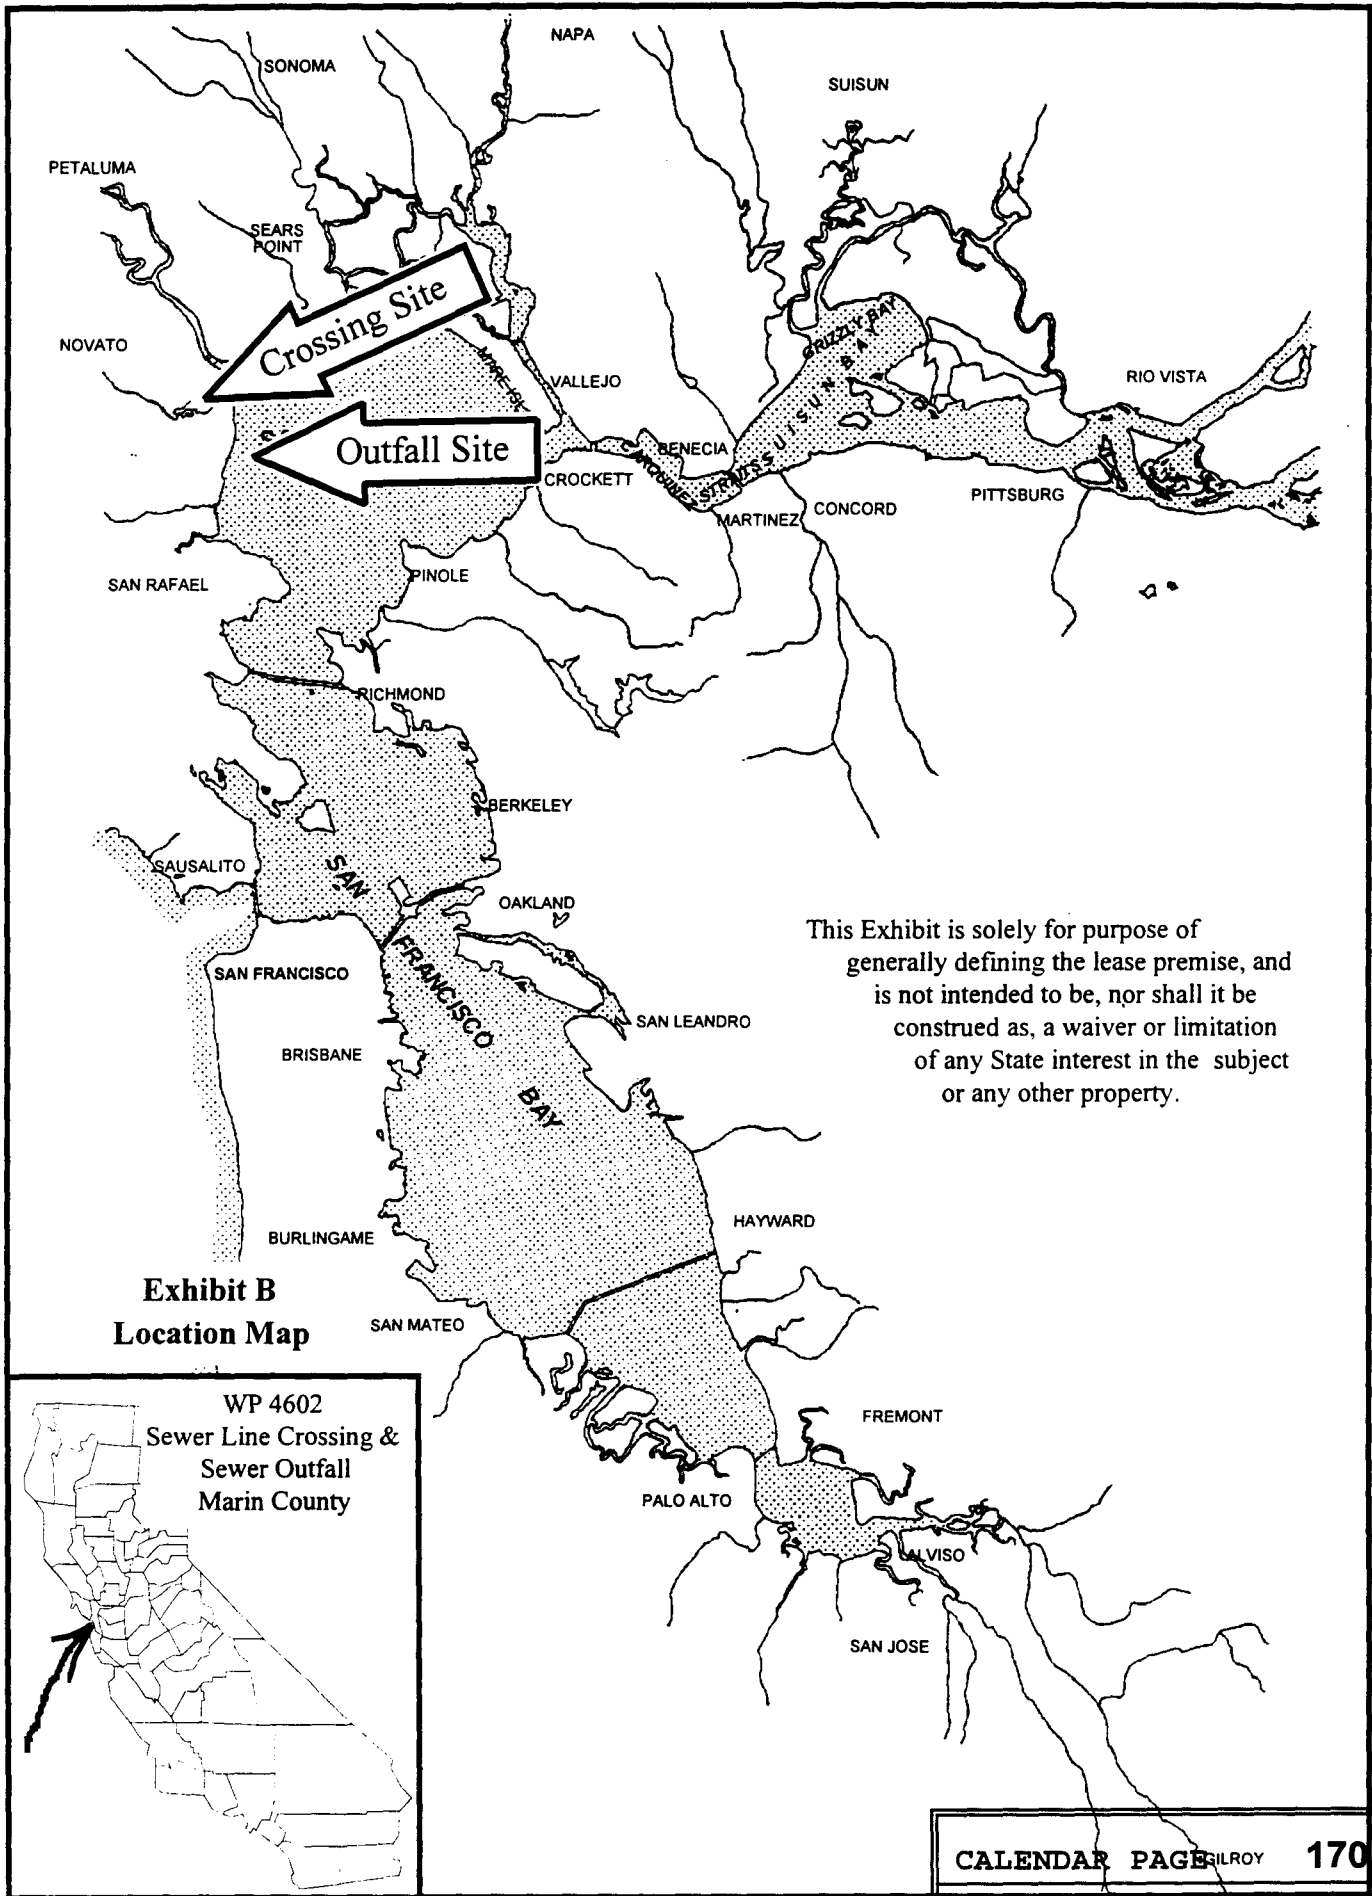 NAPA
SONOMA
SUISUN
PETALUMA
SEARS
POINT
Crossing Site
NOVATO
GRIZZLY BAY
MARE ISL
VALLEJO
RIO VISTA
SUISUN BAY
Outfall Site
BENECIA
CARQUINEZ STRAITS
CROCKETT
PITTSBURG
CONCORD
MARTINEZ
PINOLE
SAN RAFAEL
RICHMOND
BERKELEY
SAUSALITO
OAKLAND
SAN FRANCISCO BAY
This Exhibit is solely for purpose of
generally defining the lease premise, and
is not intended to be, nor shall it be
construed as, a waiver or limitation
of any State interest in the subject
or any other property.
SAN FRANCISCO
SAN LEANDRO
BRISBANE
HAYWARD
BURLINGAME
Exhibit B
Location Map
SAN MATEO
WP 4602
Sewer Line Crossing &
Sewer Outfall
Marin County
FREMONT
PALO ALTO
ALVISO
SAN JOSE
CALENDAR PAGE GILROY 170